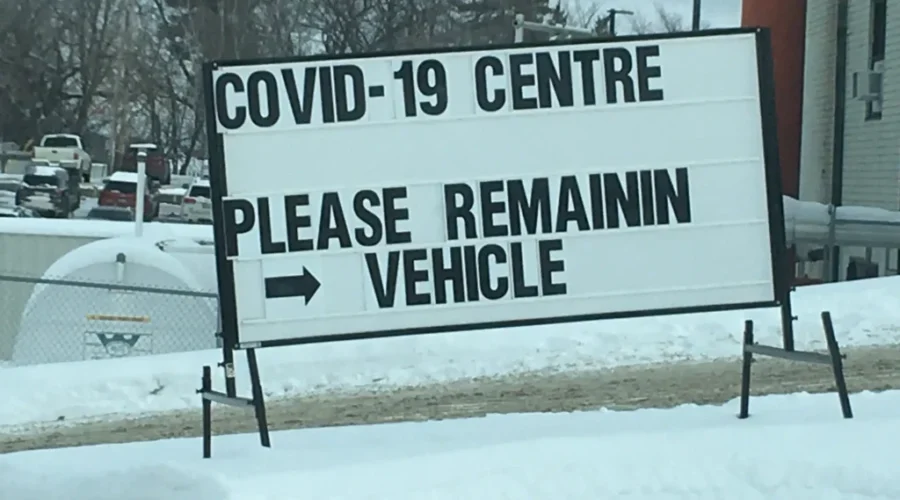 COVID-19 CENTRE
PLEASE REMAININ
→ VEHICLE